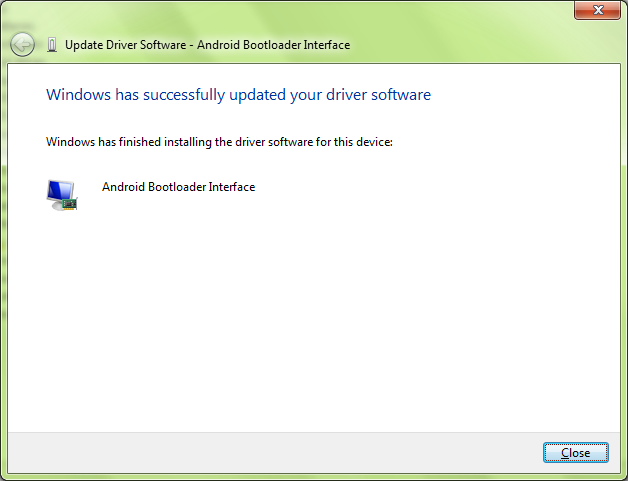 Update Driver Software - Android Bootloader Interface
Windows has successfully updated your driver software
Windows has finished installing the driver software for this device:
Android Bootloader Interface
Close